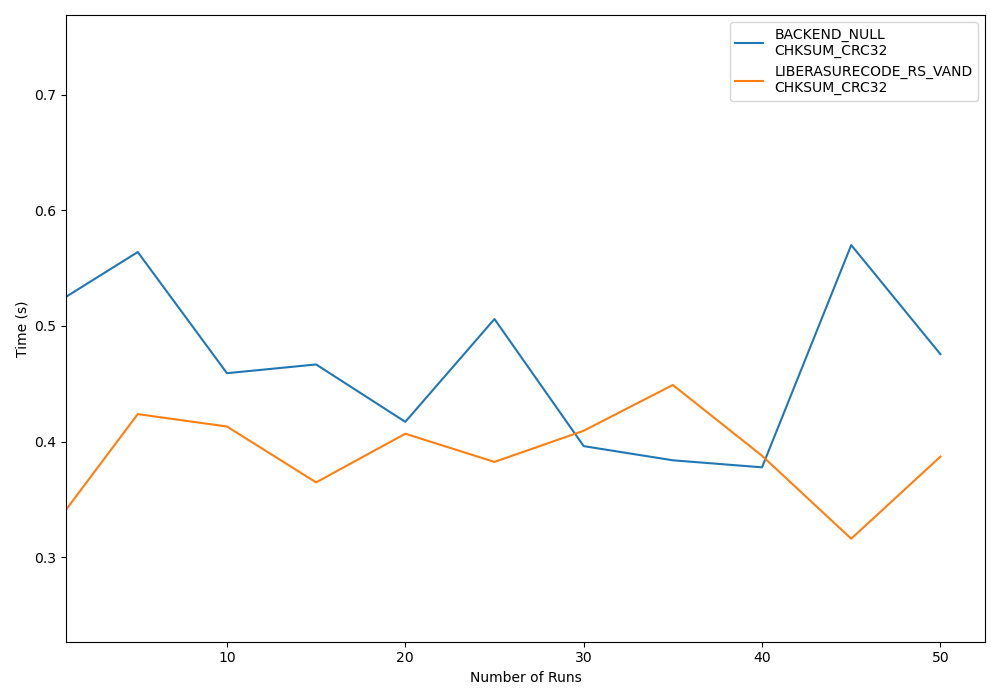 BACKEND_NULL
CHKSUM_CRC32
LIBERASURECODE_RS_VAND
CHKSUM_CRC32
Time (s)
0.7
0.6
0.5
0.4
0.3
10 20 30 40 50
Number of Runs